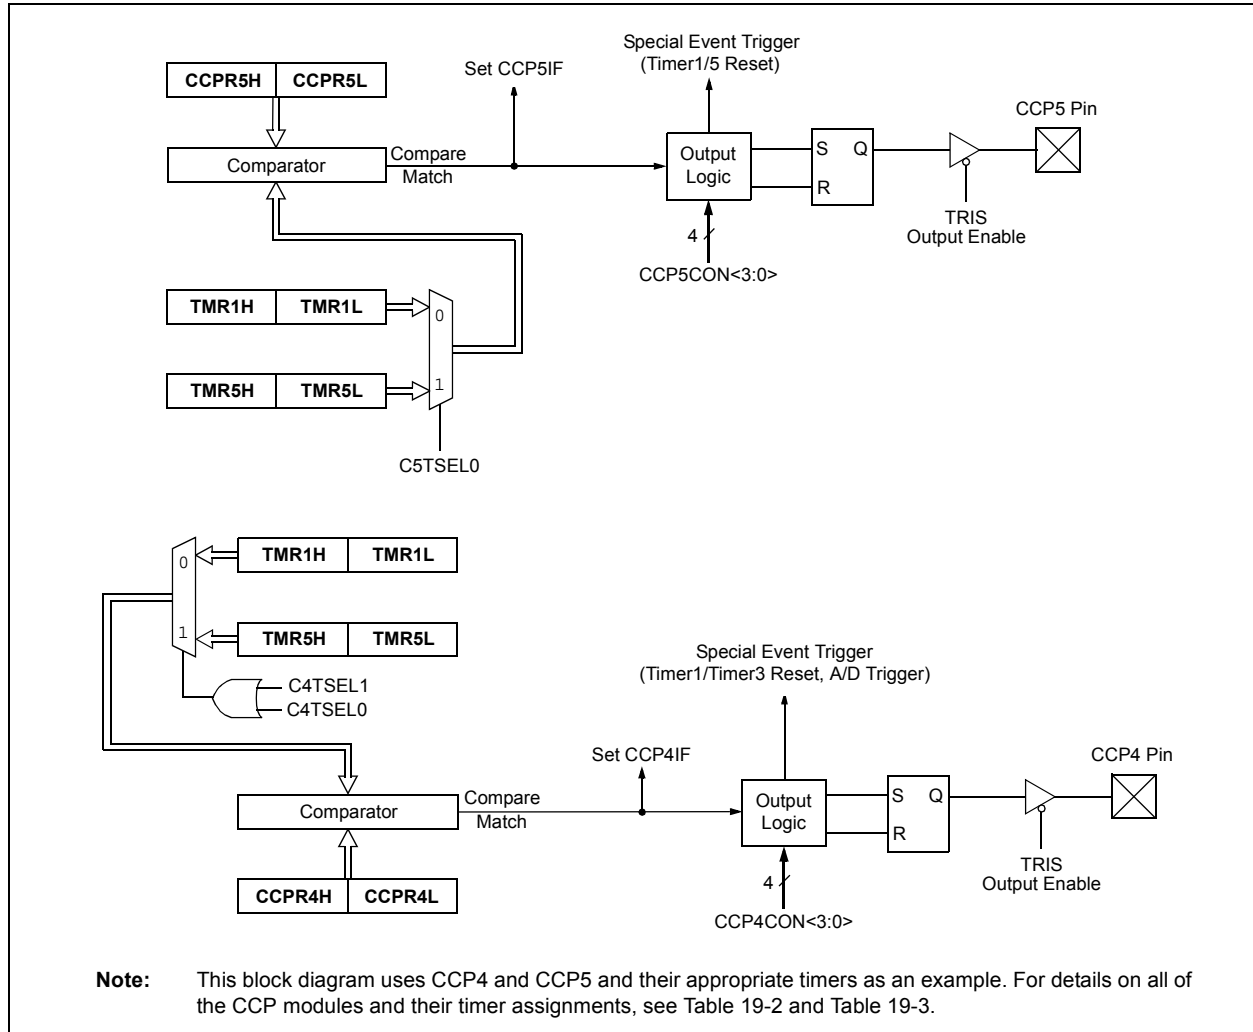 Special Event Trigger
(Timer1/5 Reset)
Set CCP5IF
CCPR5H CCPR5L
CCP5 Pin
Comparator
Compare
Match
Output
Logic
S Q
R
TRIS
Output Enable
4
CCP5CON<3:0>
TMR1H TMR1L
0
TMR5H TMR5L
1
C5TSEL0
0
TMR1H TMR1L
1
TMR5H TMR5L
C4TSEL1
C4TSEL0
Special Event Trigger
(Timer1/Timer3 Reset, A/D Trigger)
Set CCP4IF
CCP4 Pin
Comparator
Compare
Match
Output
Logic
S Q
R
TRIS
Output Enable
4
CCPR4H CCPR4L
CCP4CON<3:0>
Note: This block diagram uses CCP4 and CCP5 and their appropriate timers as an example. For details on all of
the CCP modules and their timer assignments, see Table 19-2 and Table 19-3.